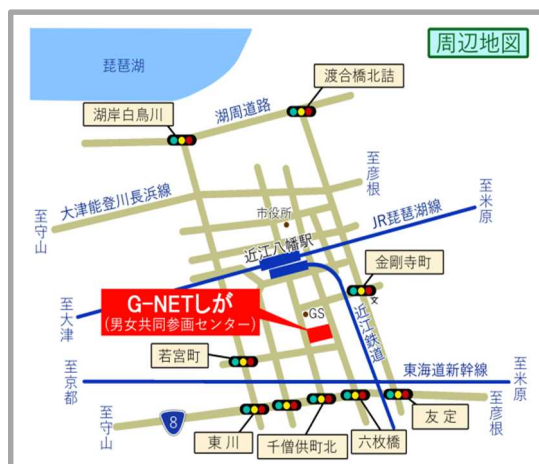 周辺地図
琵琶湖
渡合橋北詰
湖岸白鳥川
湖周道路
至彦根
大津能登川長浜線
至守山
至米原
市役所
JR琵琶湖線
近江八幡駅
金剛寺町
至大津
G-NETしが
(男女共同参画センター)
GS
近江鉄道
若宮町
東海道新幹線
至京都
至米原
至守山
8
東川
千僧供町北
六枚橋
友定
至彦根